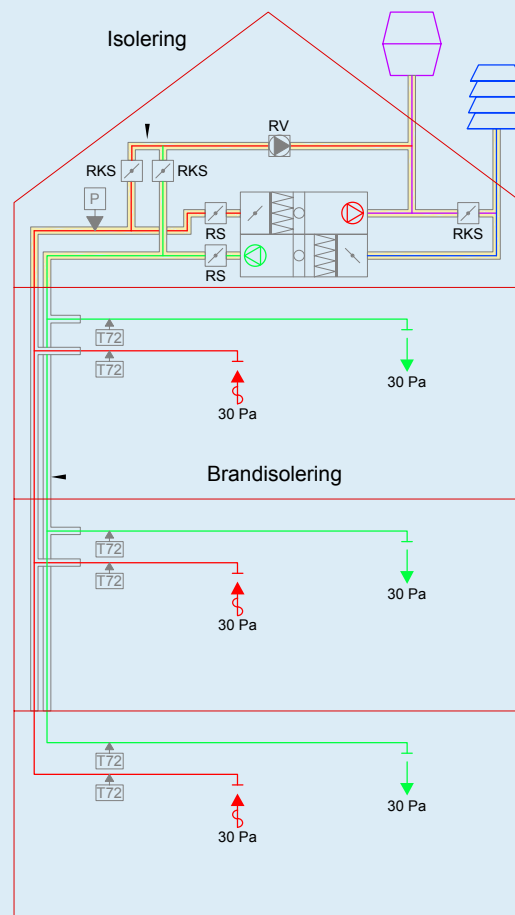 Isolering
RV
RKS
RKS
P
RS
RKS
RS
T72
T72
30 Pa
30 Pa
Brandisolering
T72
T72
30 Pa
30 Pa
T72
T72
30 Pa
30 Pa